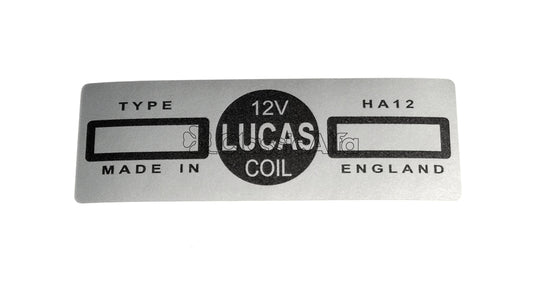 TYPE 12V HA12
LUCAS
MADE IN COIL ENGLAND